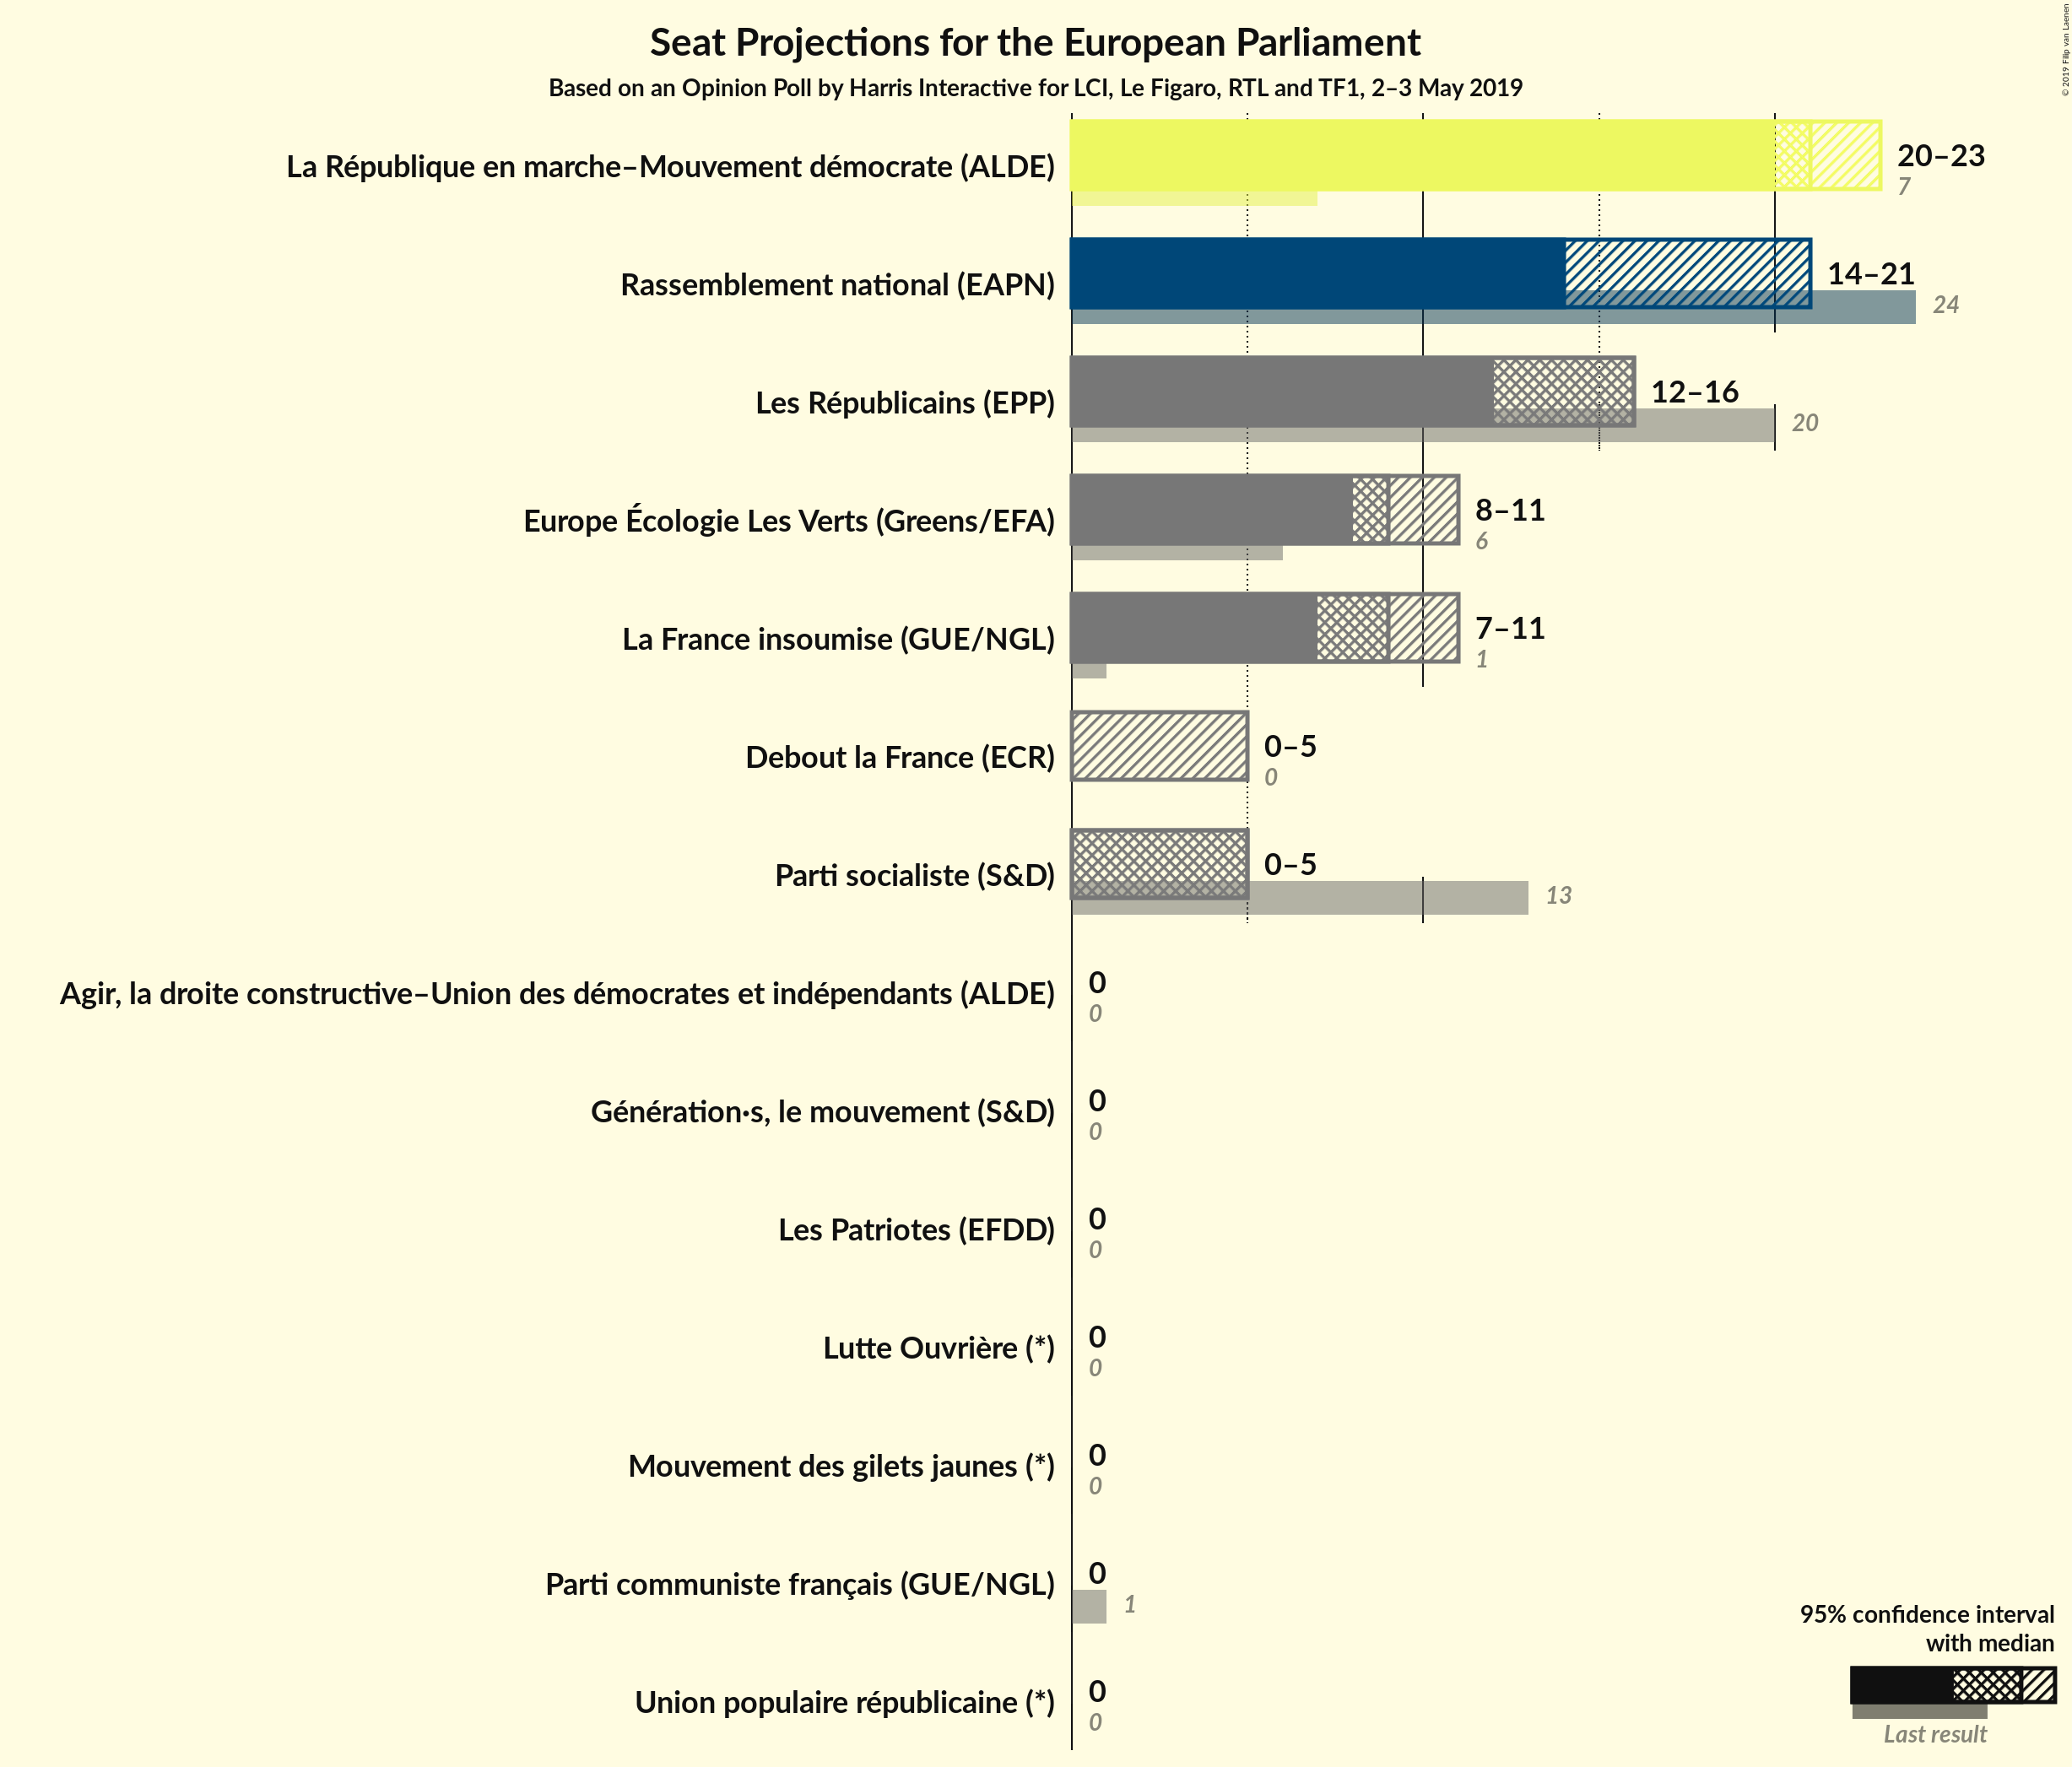 Seat Projections for the European Parliament
Based on an Opinion Poll by Harris Interactive for LCI, Le Figaro, RTL and TF1, 2–3 May 2019
© 2019 Filip van Laenen
La République en marche–Mouvement démocrate (ALDE)
20–23
7
Rassemblement national (EAPN)
14–21
24
Les Républicains (EPP)
12–16
20
Europe Écologie Les Verts (Greens/EFA)
8–11
6
La France insoumise (GUE/NGL)
7–11
1
Debout la France (ECR)
0–5
0
Parti socialiste (S&D)
0–5
13
Agir, la droite constructive–Union des démocrates et indépendants (ALDE)
0
0
Génération·s, le mouvement (S&D)
0
0
Les Patriotes (EFDD)
0
0
Lutte Ouvrière (*)
0
0
Mouvement des gilets jaunes (*)
0
0
Parti communiste français (GUE/NGL)
0
1
Union populaire républicaine (*)
0
0
95% confidence interval
with median
Last result